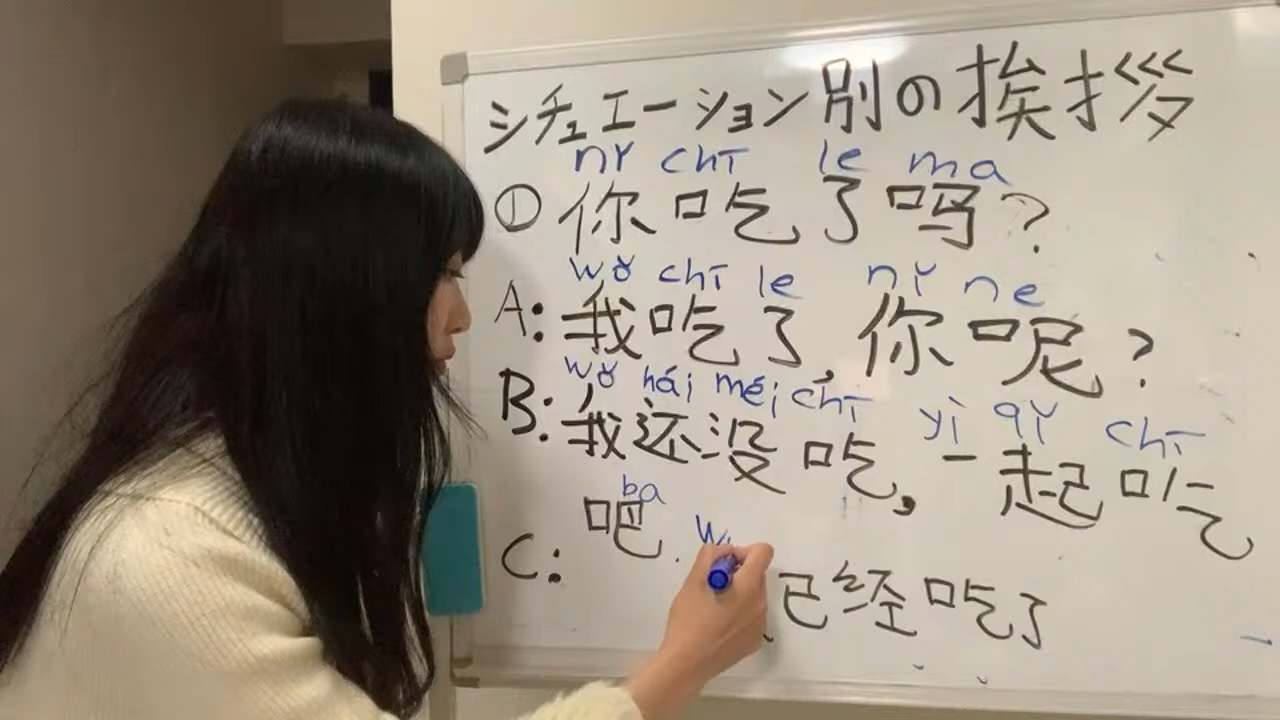 シチュエーション別の挨拶
nǐ chī le ma
① 你吃了吗?
wǒ chī le nǐ ne
A: 我吃了,你呢?
wǒ hái méi chī yì qǐ chī
B: 我还没吃,一起吃
ba
吧.
C: 已经吃了